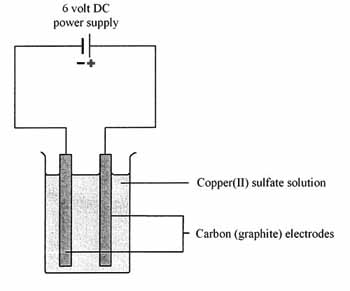 6 volt DC
power supply
− +
Copper(II) sulfate solution
Carbon (graphite) electrodes